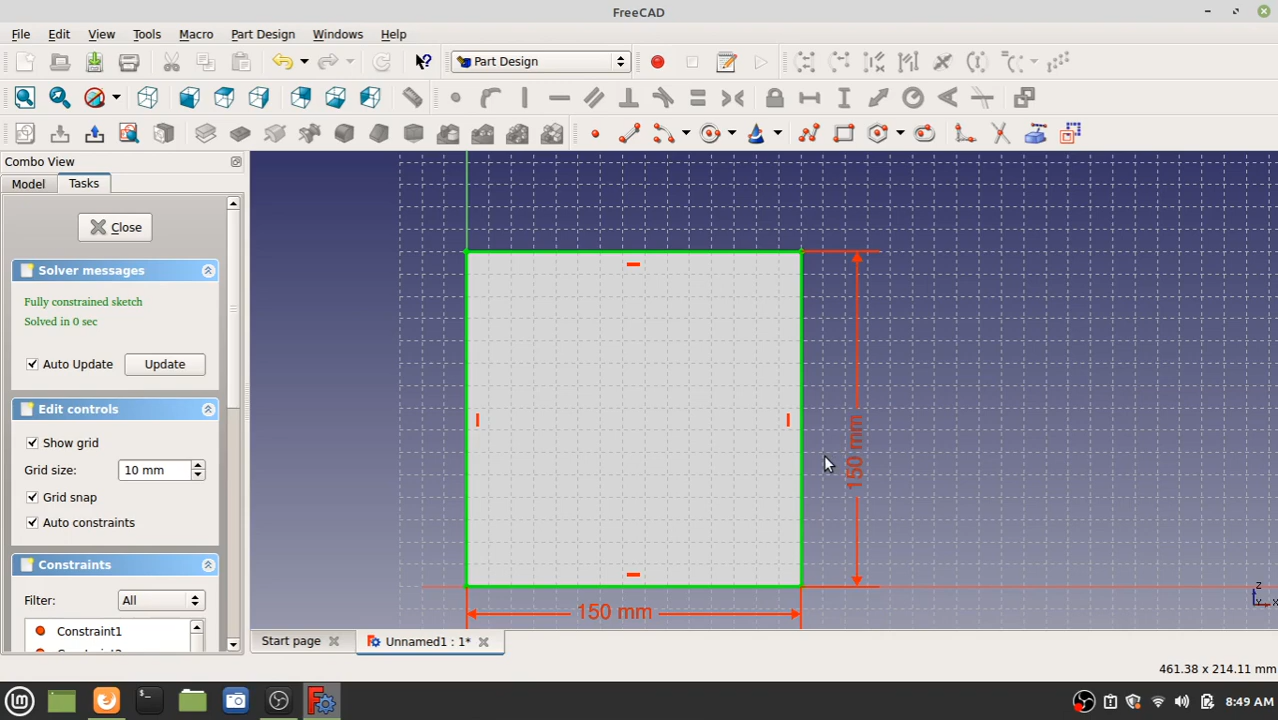 FreeCAD
File Edit View Tools Macro Part Design Windows Help
Part Design
Combo View
Model Tasks
Close
Solver messages
Fully constrained sketch
Solved in 0 sec
Auto Update Update
Edit controls
Show grid
Grid size: 10 mm
Grid snap
Auto constraints
Constraints
Filter: All
Constraint1
150 mm
150 mm
Z
Y X
Start page Unnamed1 : 1*
461.38 x 214.11 mm
8:49 AM